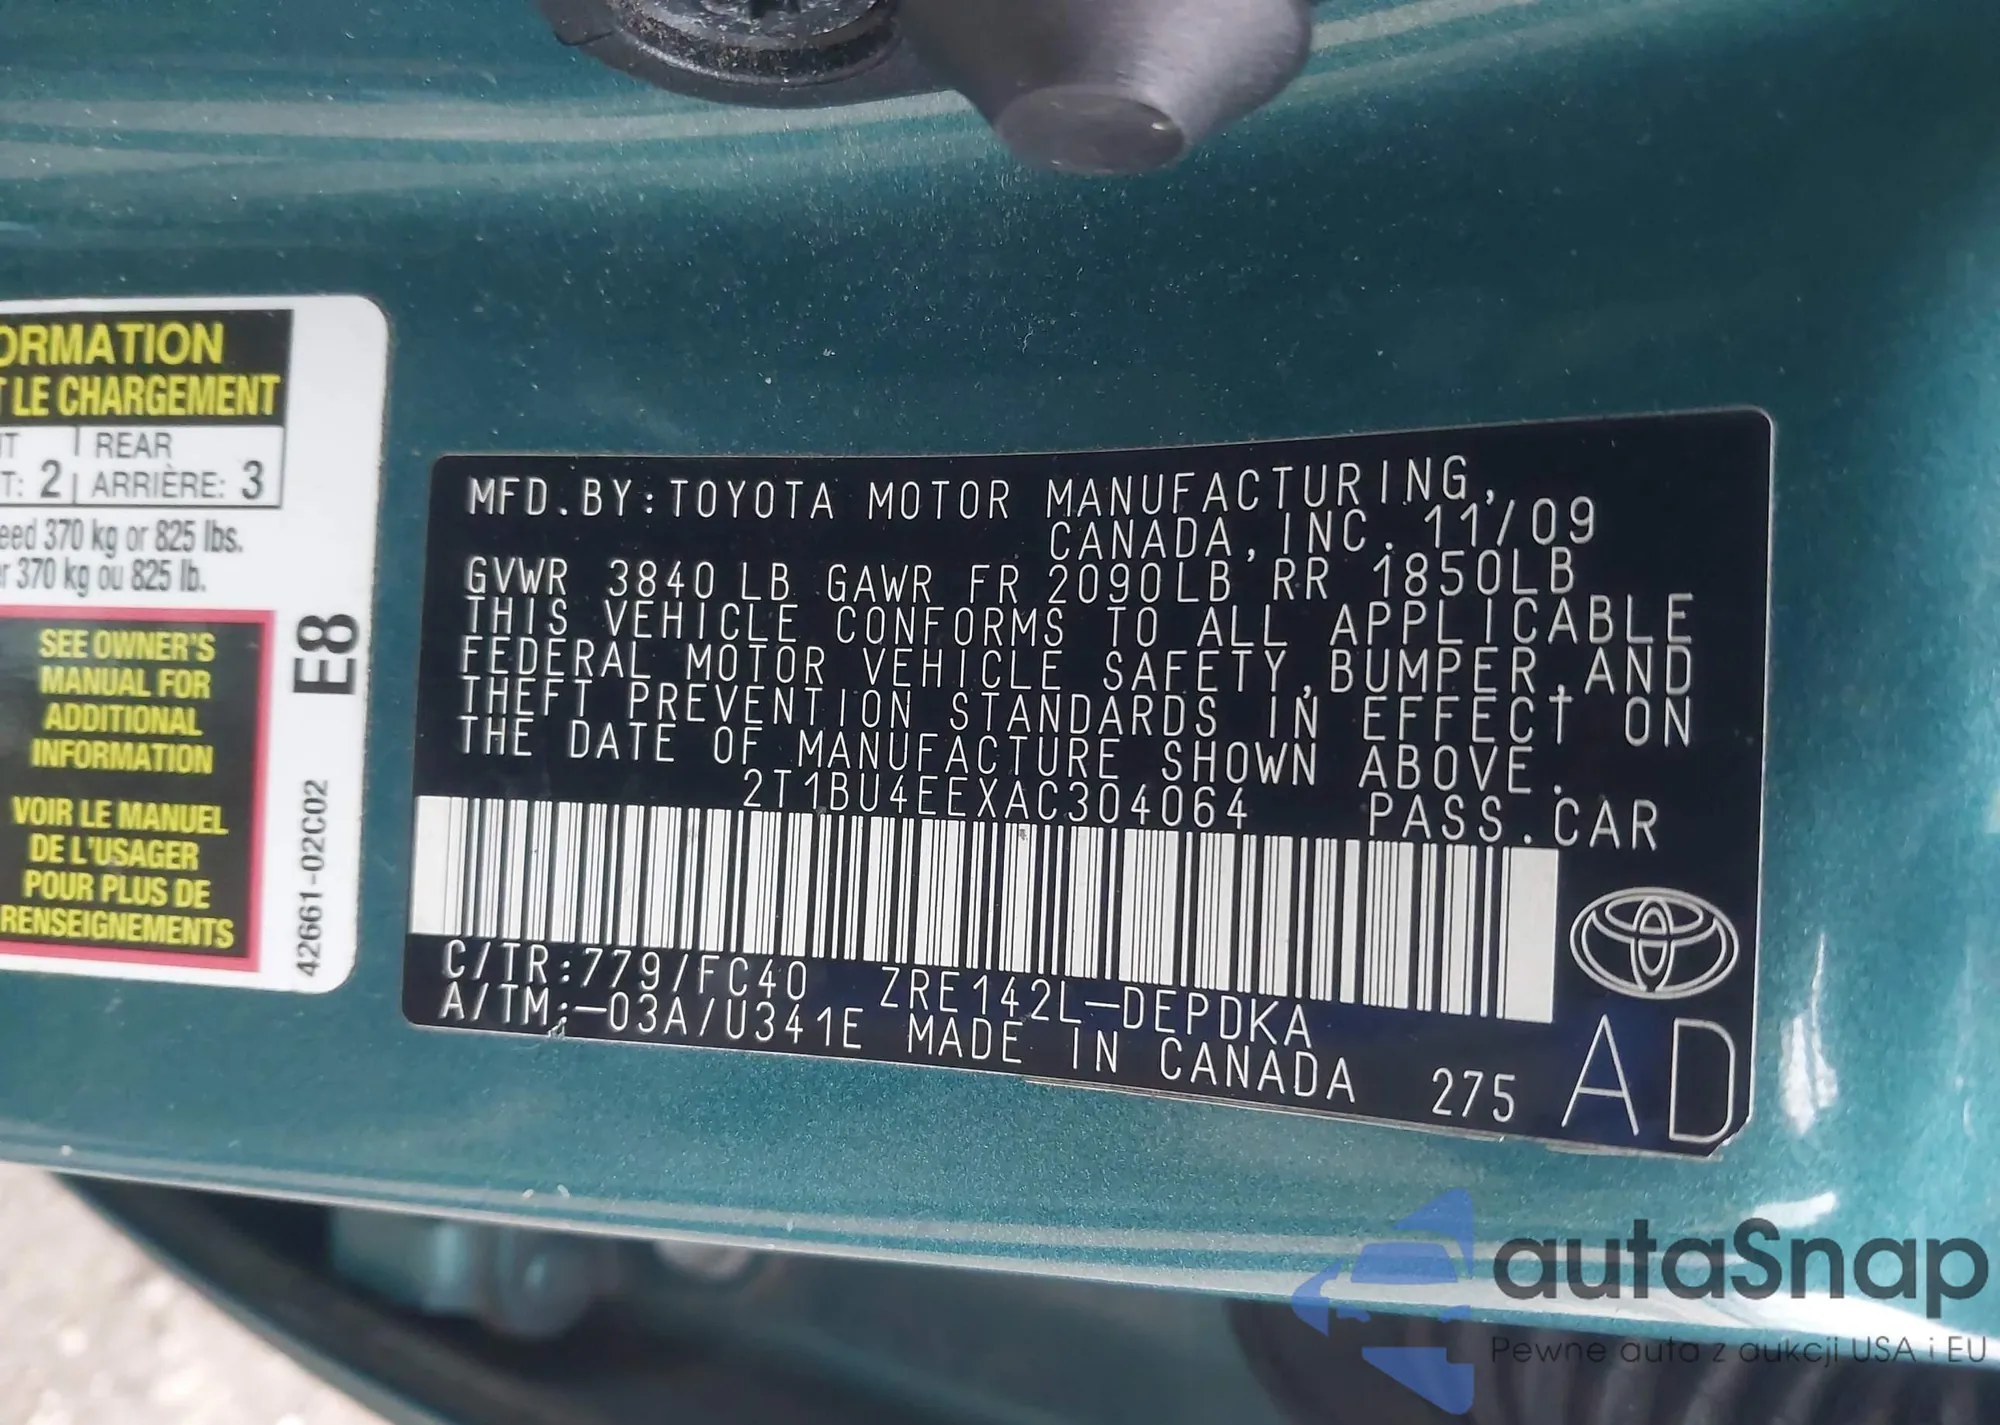 ORMATION
T LE CHARGEMENT
REAR
T: 2 ARRIÈRE: 3
eed 370 kg or 825 lbs.
r 370 kg ou 825 lb.
SEE OWNER'S
MANUAL FOR
ADDITIONAL
INFORMATION
VOIR LE MANUEL
DE L'USAGER
POUR PLUS DE
RENSEIGNEMENTS
E8
42661-02C02
MFD.BY:TOYOTA MOTOR MANUFACTURING,
CANADA,INC. 11/09
GVWR 3840 LB GAWR FR 2090LB RR 1850LB
THIS VEHICLE CONFORMS TO ALL APPLICABLE
FEDERAL MOTOR VEHICLE SAFETY,BUMPER,AND
THEFT PREVENTION STANDARDS IN EFFECT ON
THE DATE OF MANUFACTURE SHOWN ABOVE.
2T1BU4EEXAC304064 PASS.CAR
C/TR:779/FC40 ZRE142L-DEPDKA
A/TM:-03A/U341E MADE IN CANADA 275 AD
autaSnap
Pewne auta z aukcji USA i EU